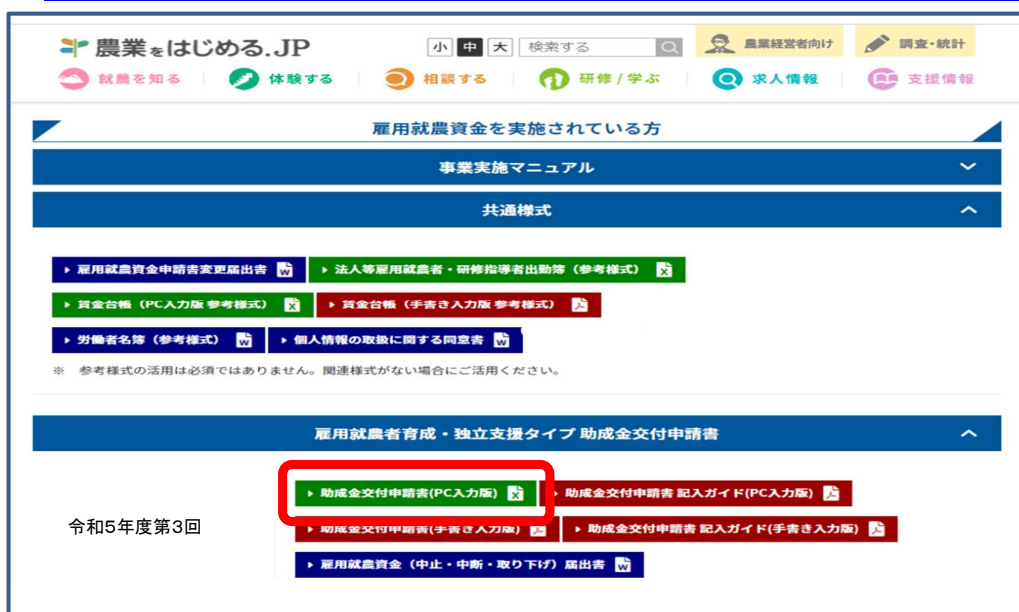 農業をはじめる.JP 小 中 大 検索する 農業経営者向け 調査・統計
就農を知る 体験する 相談する 研修/学ぶ 求人情報 支援情報
雇用就農資金を実施されている方
事業実施マニュアル
共通様式
雇用就農資金申請書変更届出書 法人等雇用就農者・研修指導者出勤簿（参考様式）
賃金台帳（PC入力版 参考様式） 賃金台帳（手書き入力版 参考様式）
労働者名簿（参考様式） 個人情報の取扱に関する同意書
※ 参考様式の活用は必須ではありません。関連様式がない場合にご活用ください。
雇用就農者育成・独立支援タイプ 助成金交付申請書
助成金交付申請書(PC入力版) 助成金交付申請書 記入ガイド(PC入力版)
令和5年度第3回
助成金交付申請書(手書き入力版) 助成金交付申請書 記入ガイド(手書き入力版)
雇用就農資金（中止・中断・取り下げ）届出書